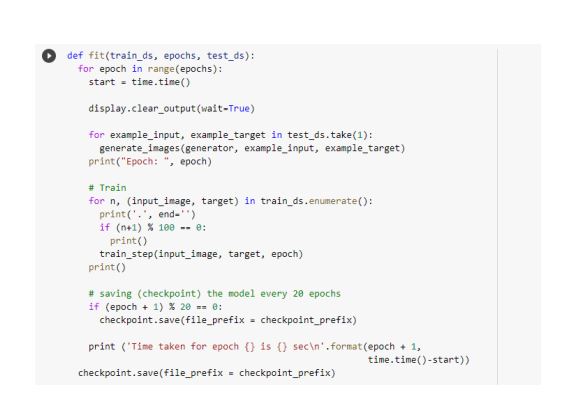 def fit(train_ds, epochs, test_ds):
for epoch in range(epochs):
start = time.time()
display.clear_output(wait=True)
for example_input, example_target in test_ds.take(1):
generate_images(generator, example_input, example_target)
print("Epoch: ", epoch)
# Train
for n, (input_image, target) in train_ds.enumerate():
print('.', end='')
if (n+1) % 100 == 0:
print()
train_step(input_image, target, epoch)
print()
# saving (checkpoint) the model every 20 epochs
if (epoch + 1) % 20 == 0:
checkpoint.save(file_prefix = checkpoint_prefix)
print ('Time taken for epoch {} is {} sec\n'.format(epoch + 1,
time.time()-start))
checkpoint.save(file_prefix = checkpoint_prefix)